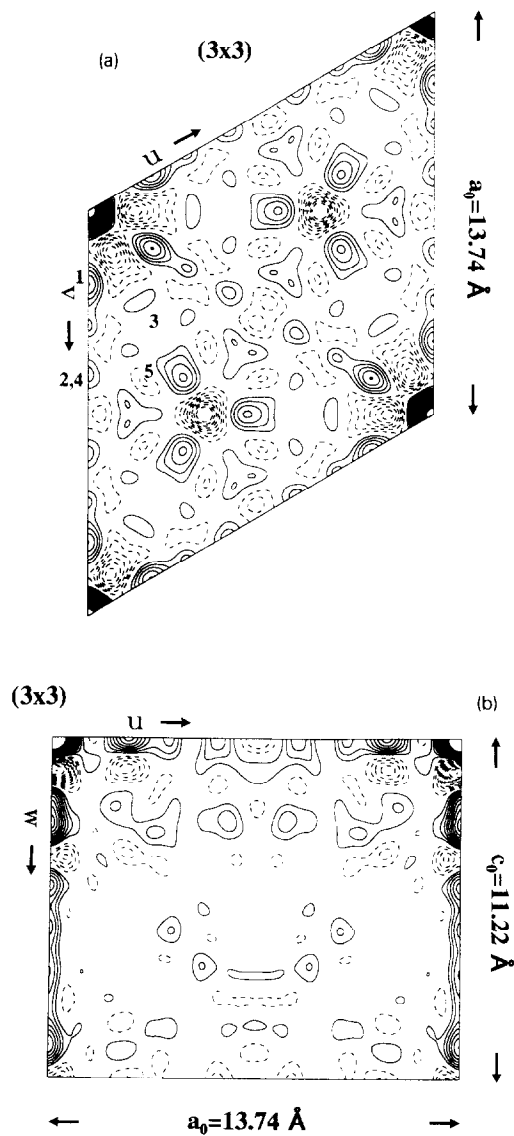 (a)
(3x3)
u
a₀=13.74 Å
1
v
3
2,4
5
(3x3)
(b)
u
w
c₀=11.22 Å
a₀=13.74 Å